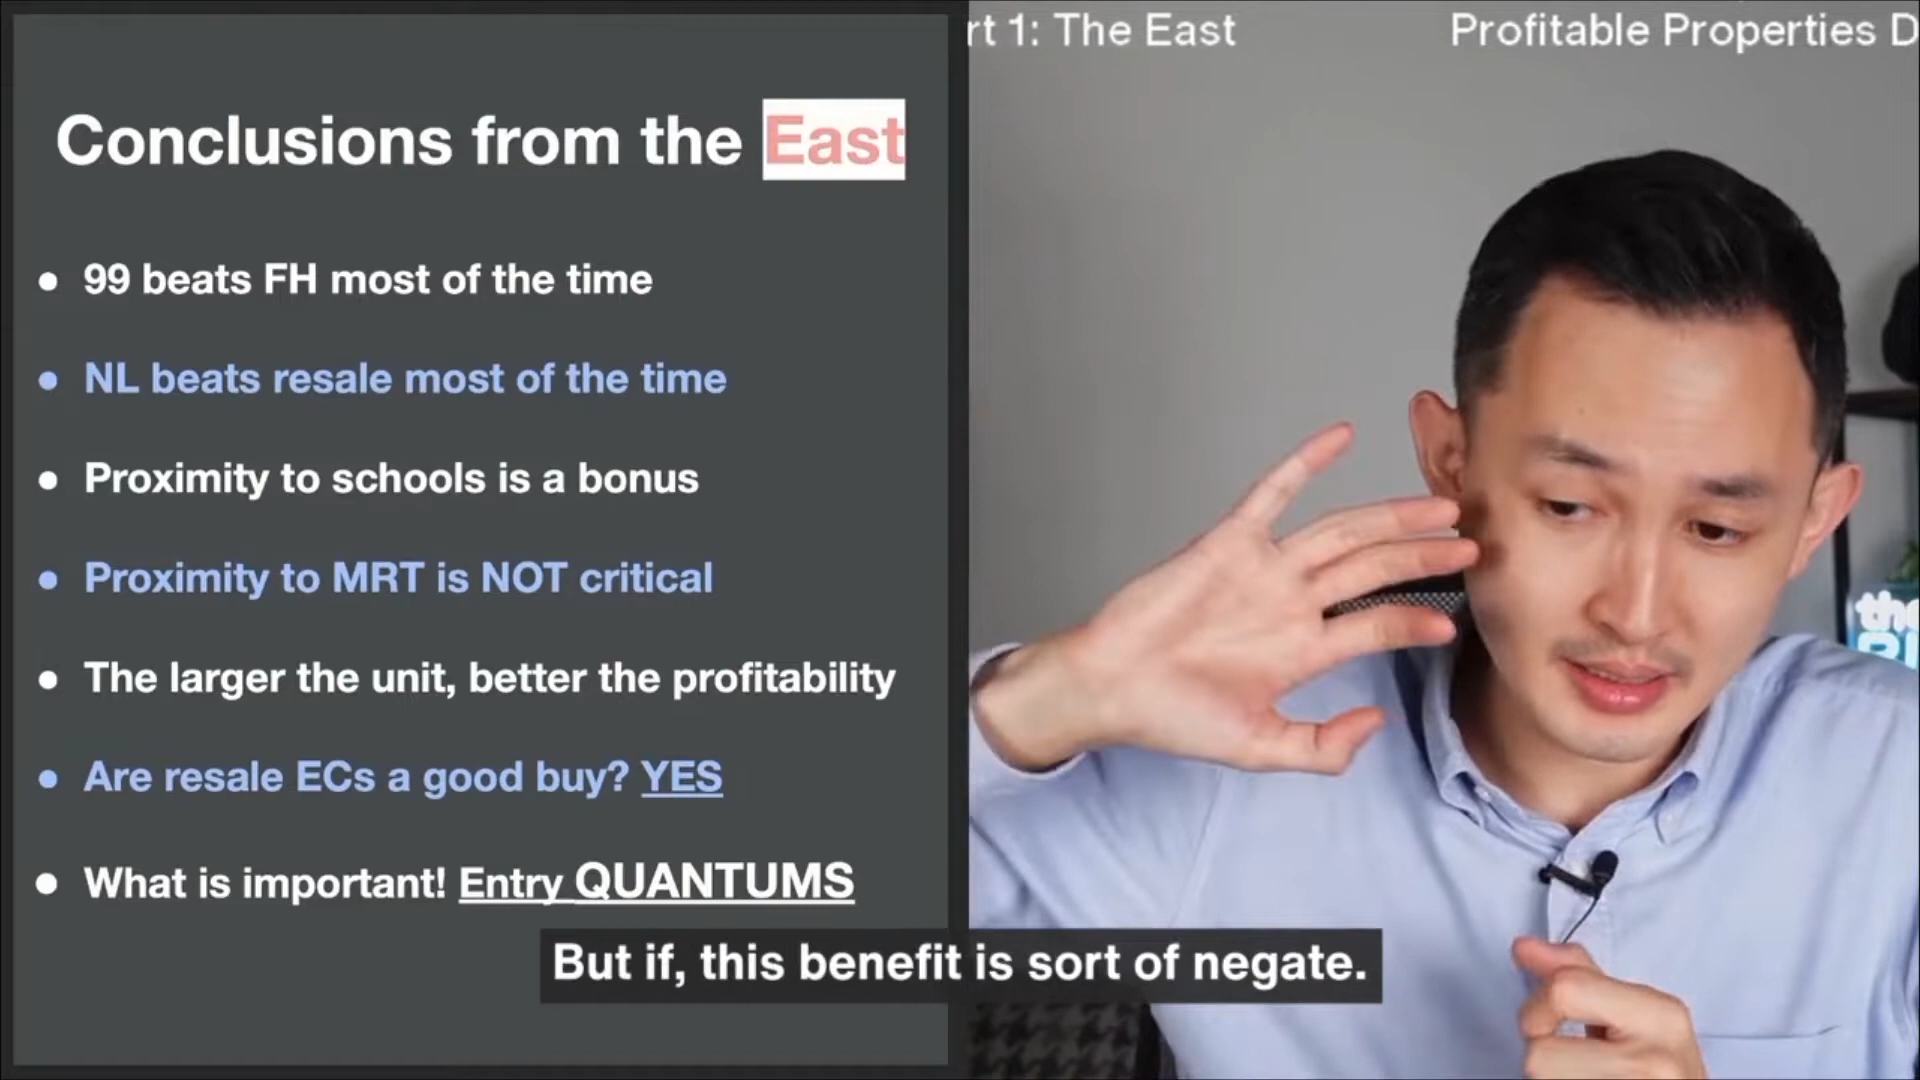 rt 1: The East
Profitable Properties D
Conclusions from the East
99 beats FH most of the time
NL beats resale most of the time
Proximity to schools is a bonus
Proximity to MRT is NOT critical
The larger the unit, better the profitability
Are resale ECs a good buy? YES
What is important! Entry QUANTUMS
But if, this benefit is sort of negate.